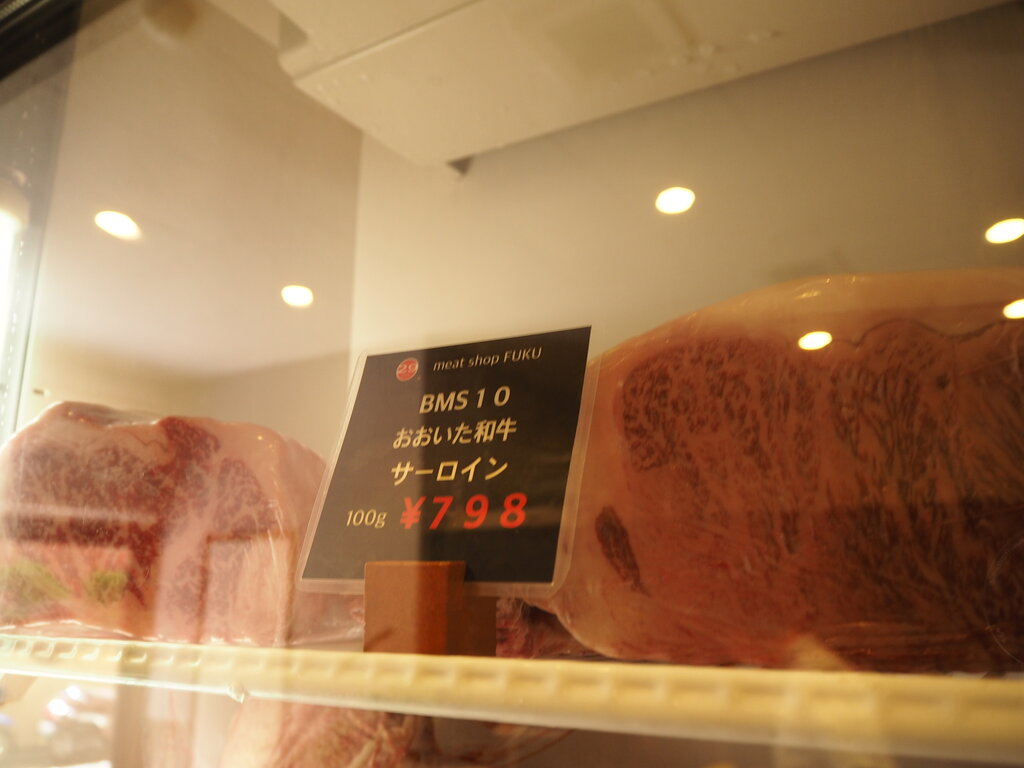 29 meat shop FUKU
BMS10
おおいた和牛
サーロイン
100g ¥798